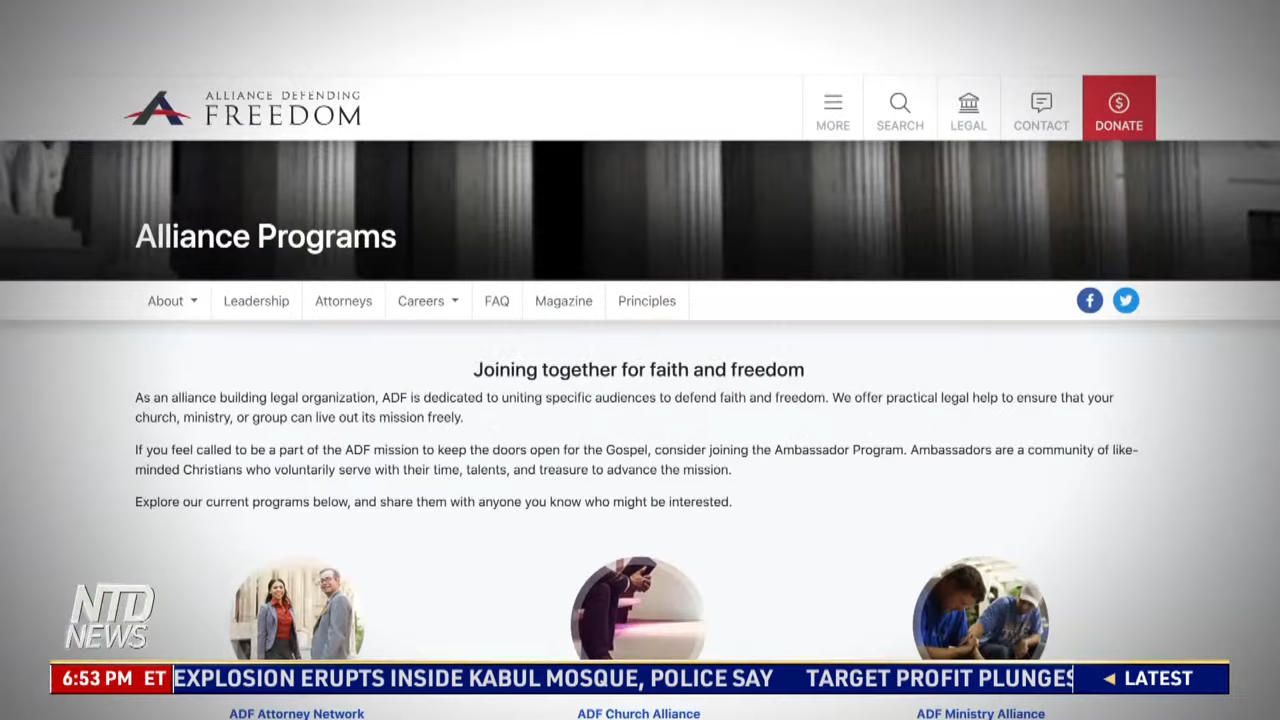 ALLIANCE DEFENDING
FREEDOM
MORE
SEARCH
LEGAL
CONTACT
DONATE
Alliance Programs
About
Leadership
Attorneys
Careers
FAQ
Magazine
Principles
Joining together for faith and freedom
As an alliance building legal organization, ADF is dedicated to uniting specific audiences to defend faith and freedom. We offer practical legal help to ensure that your
church, ministry, or group can live out its mission freely.
If you feel called to be a part of the ADF mission to keep the doors open for the Gospel, consider joining the Ambassador Program. Ambassadors are a community of like-
minded Christians who voluntarily serve with their time, talents, and treasure to advance the mission.
Explore our current programs below, and share them with anyone you know who might be interested.
NTD
NEWS
6:53 PM ET EXPLOSION ERUPTS INSIDE KABUL MOSQUE, POLICE SAY TARGET PROFIT PLUNGES LATEST
ADF Attorney Network
ADF Church Alliance
ADF Ministry Alliance